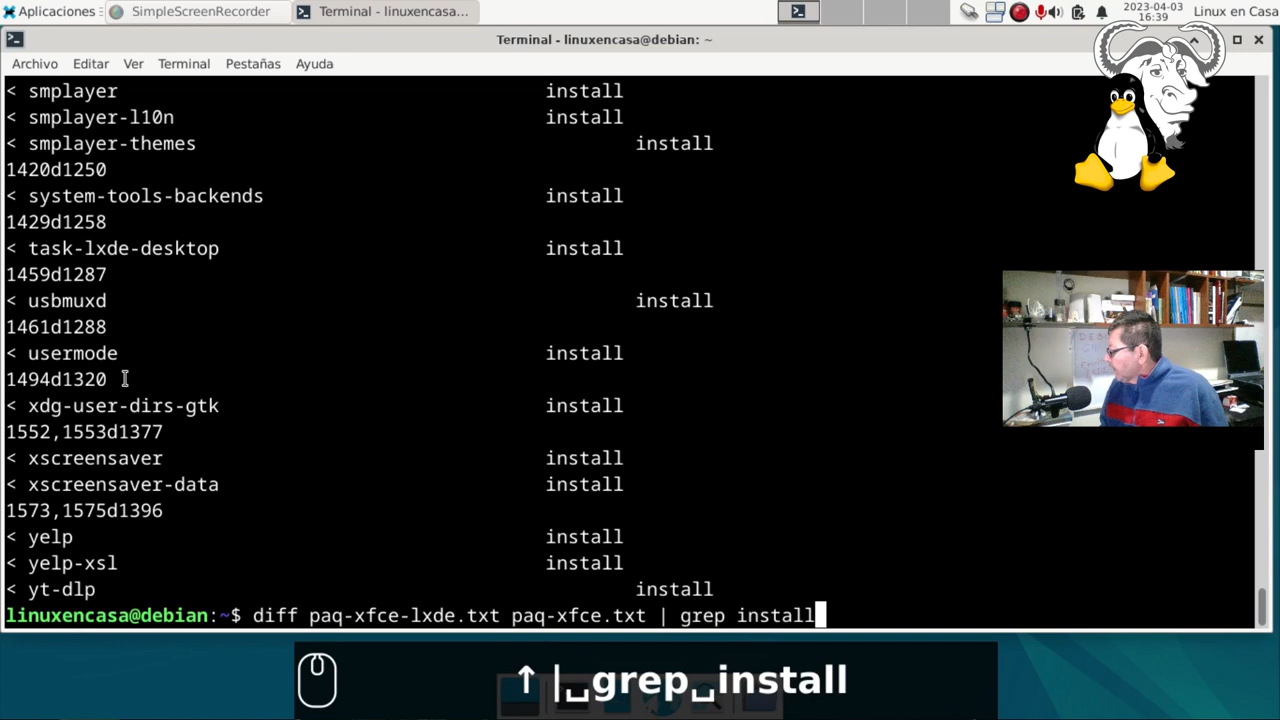 Aplicaciones
SimpleScreenRecorder
Terminal - linuxencasa...
2023-04-03
16:39
Linux en Casa
Terminal - linuxencasa@debian: ~
Archivo Editar Ver Terminal Pestañas Ayuda
< smplayer install
< smplayer-l10n install
< smplayer-themes install
1420d1250
< system-tools-backends install
1429d1258
< task-lxde-desktop install
1459d1287
< usbmuxd install
1461d1288
< usermode install
1494d1320
< xdg-user-dirs-gtk install
1552,1553d1377
< xscreensaver install
< xscreensaver-data install
1573,1575d1396
< yelp install
< yelp-xsl install
< yt-dlp install
linuxencasa@debian:~$ diff paq-xfce-lxde.txt paq-xfce.txt | grep install
↑ |␣grep␣install